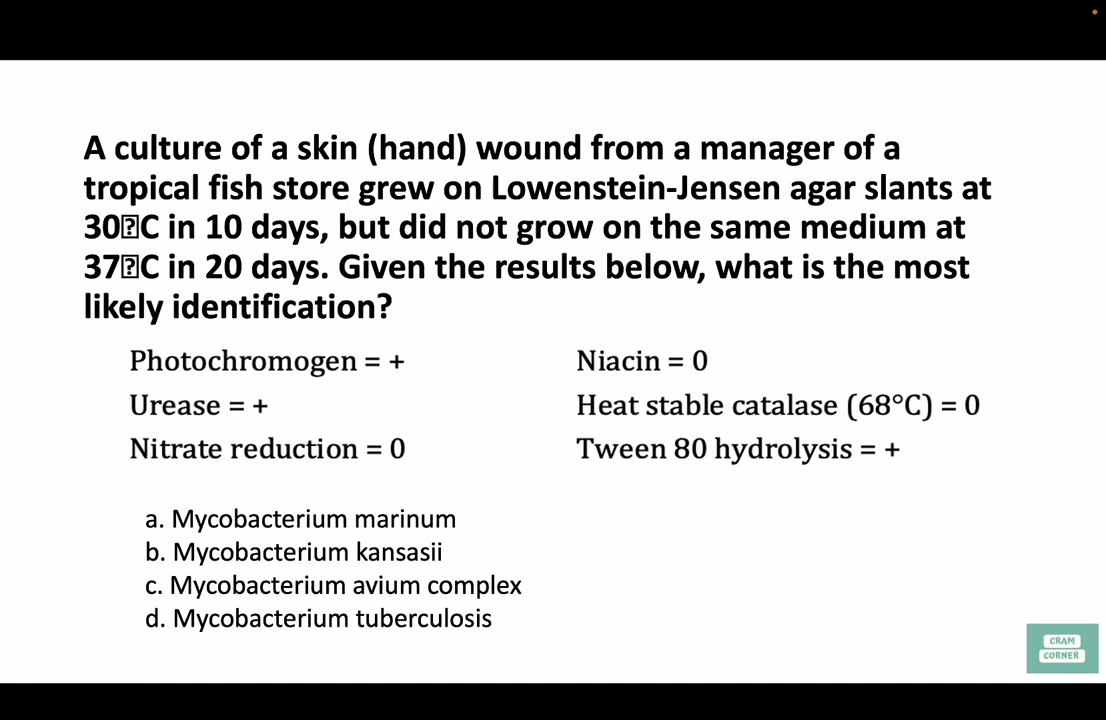 A culture of a skin (hand) wound from a manager of a
tropical fish store grew on Lowenstein-Jensen agar slants at
30�C in 10 days, but did not grow on the same medium at
37�C in 20 days. Given the results below, what is the most
likely identification?
Photochromogen = +
Niacin = 0
Urease = +
Heat stable catalase (68°C) = 0
Nitrate reduction = 0
Tween 80 hydrolysis = +
a. Mycobacterium marinum
b. Mycobacterium kansasii
c. Mycobacterium avium complex
d. Mycobacterium tuberculosis
CRAM
CORNER